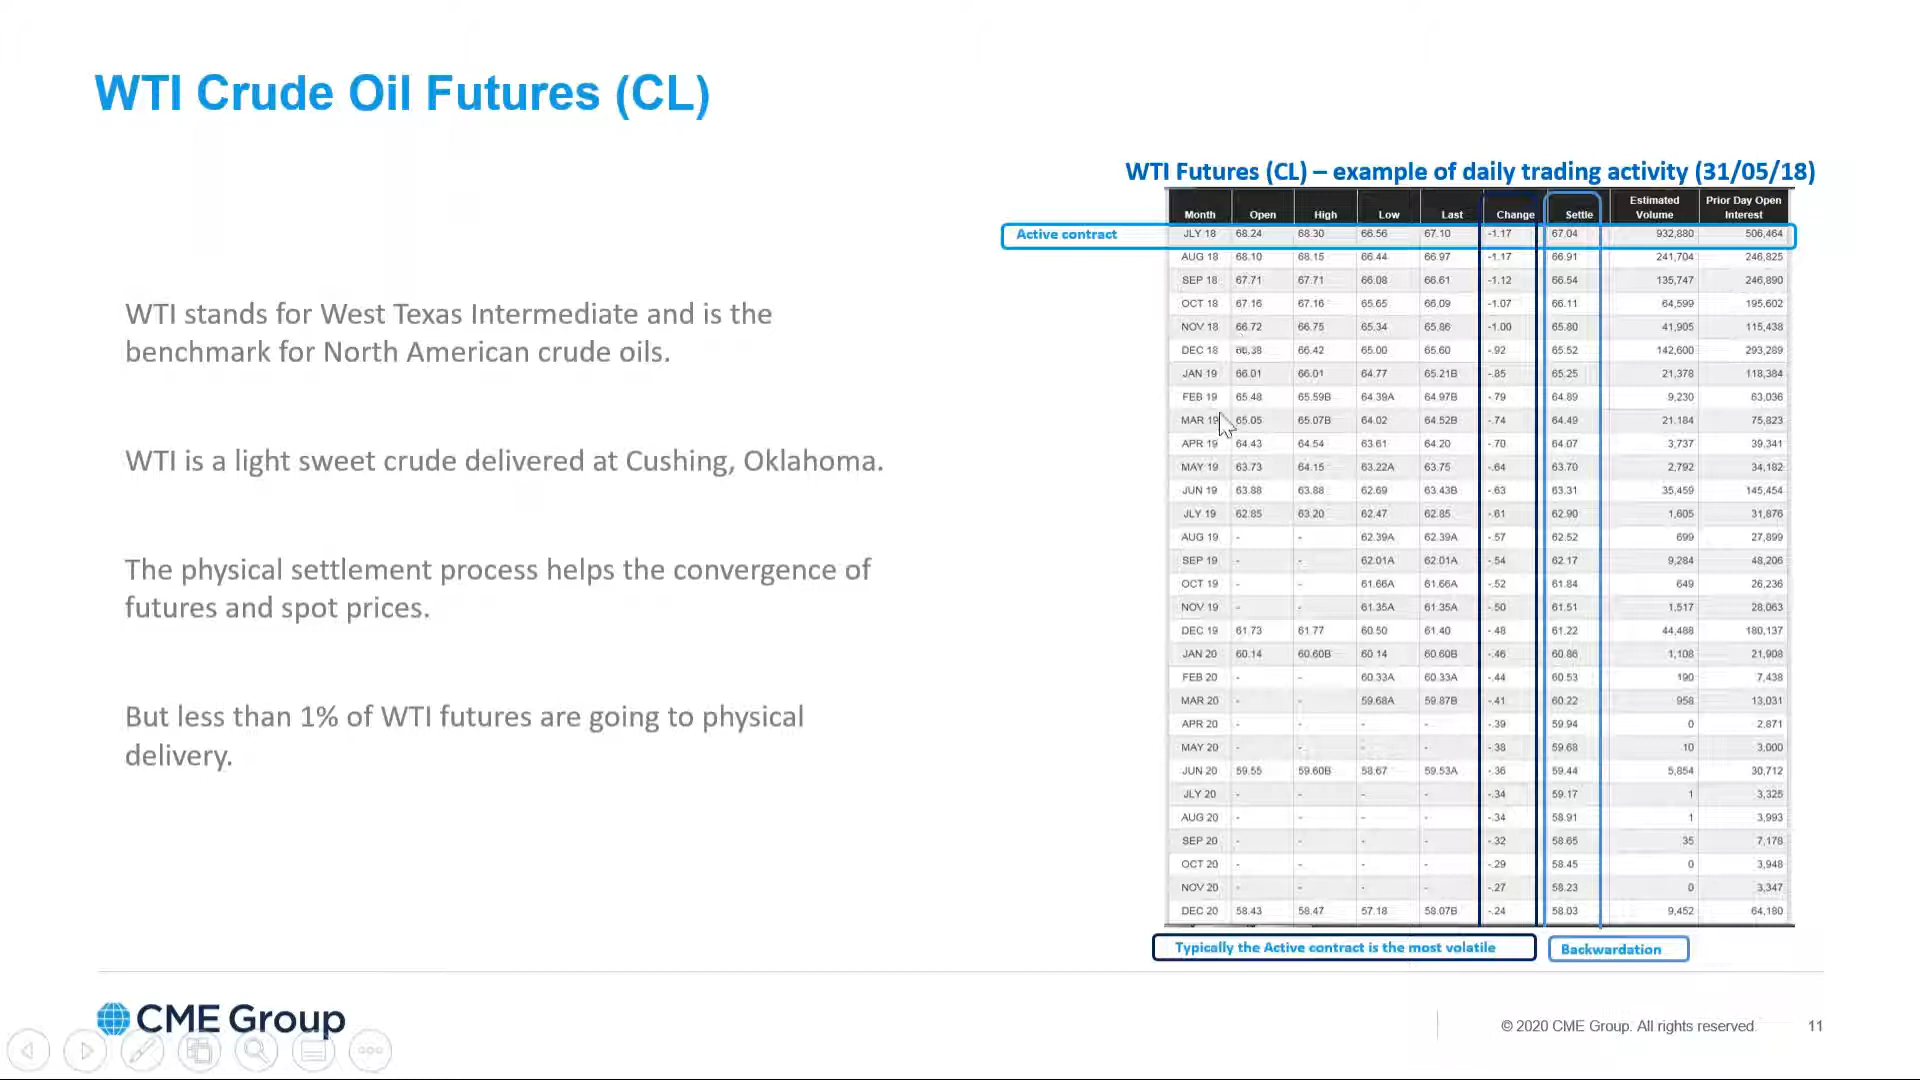 WTI Crude Oil Futures (CL)
WTI Futures (CL) – example of daily trading activity (31/05/18)
WTI stands for West Texas Intermediate and is the
benchmark for North American crude oils.
WTI is a light sweet crude delivered at Cushing, Oklahoma.
The physical settlement process helps the convergence of
futures and spot prices.
But less than 1% of WTI futures are going to physical
delivery.
Month Open High Low Last Change Settle Estimated Volume Prior Day Open Interest
Active contract JLY 18 68.24 68.30 66.56 67.10 -1.17 67.04 932,880 506,464
AUG 18 68.10 68.15 66.44 66.97 -1.17 66.91 241,704 246,825
SEP 18 67.71 67.71 66.08 66.61 -1.12 66.54 135,747 246,890
OCT 18 67.16 67.16 65.65 66.09 -1.07 66.11 64,599 195,602
NOV 18 66.72 66.75 65.34 65.86 -1.00 65.80 41,905 115,438
DEC 18 66.38 66.42 65.00 65.60 -.92 65.52 142,600 293,289
JAN 19 66.01 66.01 64.77 65.21B -.85 65.25 21,378 118,384
FEB 19 65.48 65.59B 64.39A 64.97B -.79 64.89 9,230 63,036
MAR 19 65.05 65.07B 64.02 64.52B -.74 64.49 21,184 75,823
APR 19 64.43 64.54 63.61 64.20 -.70 64.07 3,737 39,341
MAY 19 63.73 64.15 63.22A 63.75 -.64 63.70 2,792 34,182
JUN 19 63.88 63.88 62.69 63.43B -.63 63.31 35,459 145,454
JLY 19 62.85 63.20 62.47 62.85 -.61 62.90 1,605 31,876
AUG 19 - - 62.39A 62.39A -.57 62.52 699 27,899
SEP 19 - - 62.01A 62.01A -.54 62.17 9,284 48,206
OCT 19 - - 61.66A 61.66A -.52 61.84 649 26,236
NOV 19 - - 61.35A 61.35A -.50 61.51 1,517 28,063
DEC 19 61.73 61.77 60.50 61.40 -.48 61.22 44,488 180,137
JAN 20 60.14 60.60B 60.14 60.60B -.46 60.86 1,108 21,908
FEB 20 - - 60.33A 60.33A -.44 60.53 190 7,438
MAR 20 - - 59.68A 59.87B -.41 60.22 958 13,031
APR 20 - - - - -.39 59.94 0 2,871
MAY 20 - - - - -.38 59.68 10 3,000
JUN 20 59.55 59.60B 58.67 59.53A -.36 59.44 5,854 30,712
JLY 20 - - - - -.34 59.17 1 3,325
AUG 20 - - - - -.34 58.91 1 3,993
SEP 20 - - - - -.32 58.65 35 7,178
OCT 20 - - - - -.29 58.45 0 3,948
NOV 20 - - - - -.27 58.23 0 3,347
DEC 20 58.43 58.47 57.18 58.07B -.24 58.03 9,452 64,180
Typically the Active contract is the most volatile
Backwardation
CME Group
© 2020 CME Group. All rights reserved.
11